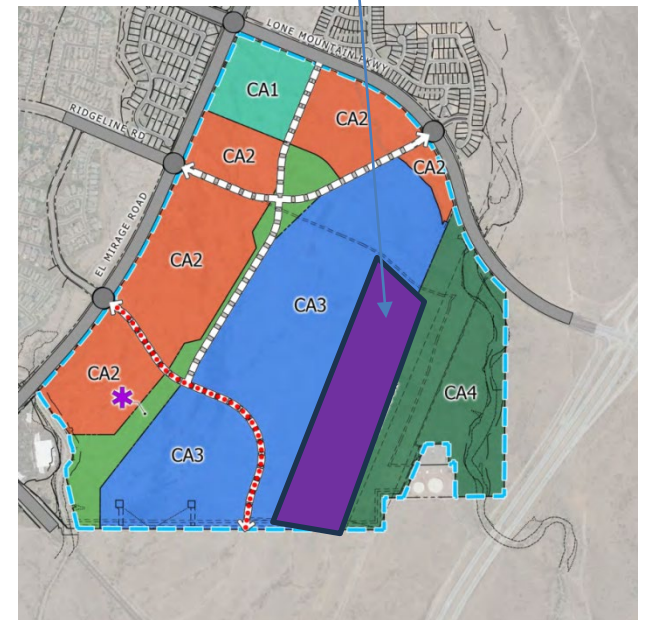 LONE MOUNTAIN PKWY
CA1
RIDGELINE RD
CA2
CA2
CA2
EL MIRAGE ROAD
CA2
CA3
CA2
CA4
CA3